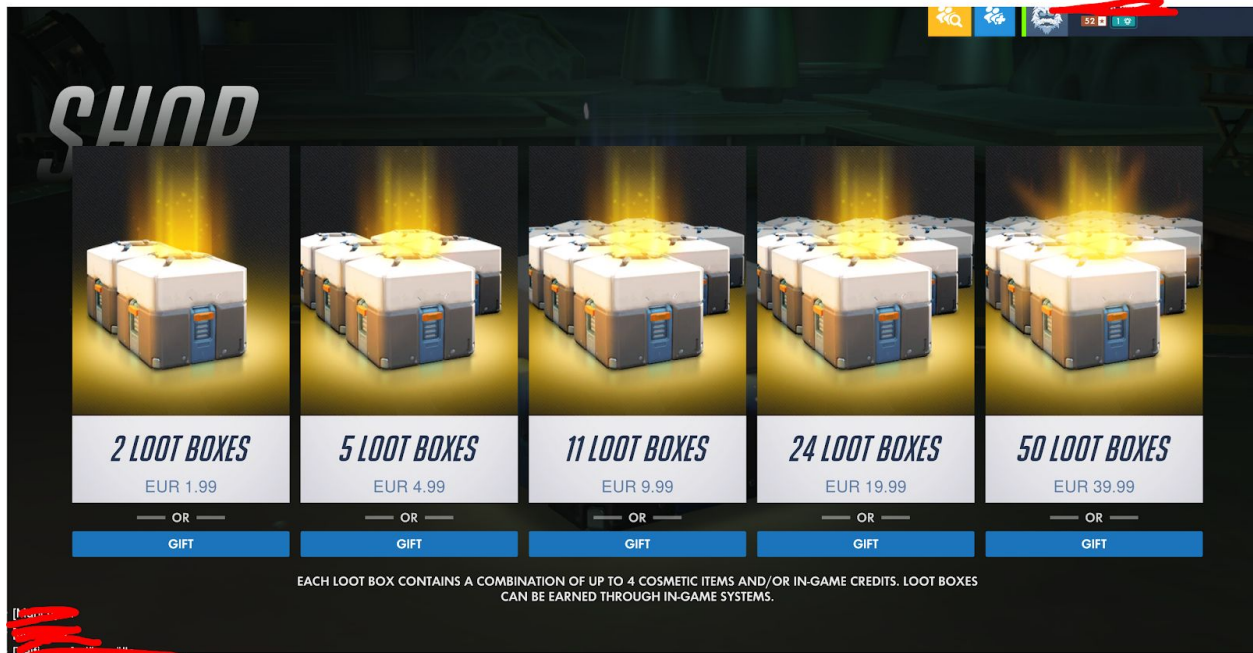 52 1
SHOP
2 LOOT BOXES
EUR 1.99
OR
GIFT
5 LOOT BOXES
EUR 4.99
OR
GIFT
11 LOOT BOXES
EUR 9.99
OR
GIFT
24 LOOT BOXES
EUR 19.99
OR
GIFT
50 LOOT BOXES
EUR 39.99
OR
GIFT
EACH LOOT BOX CONTAINS A COMBINATION OF UP TO 4 COSMETIC ITEMS AND/OR IN-GAME CREDITS. LOOT BOXES
CAN BE EARNED THROUGH IN-GAME SYSTEMS.